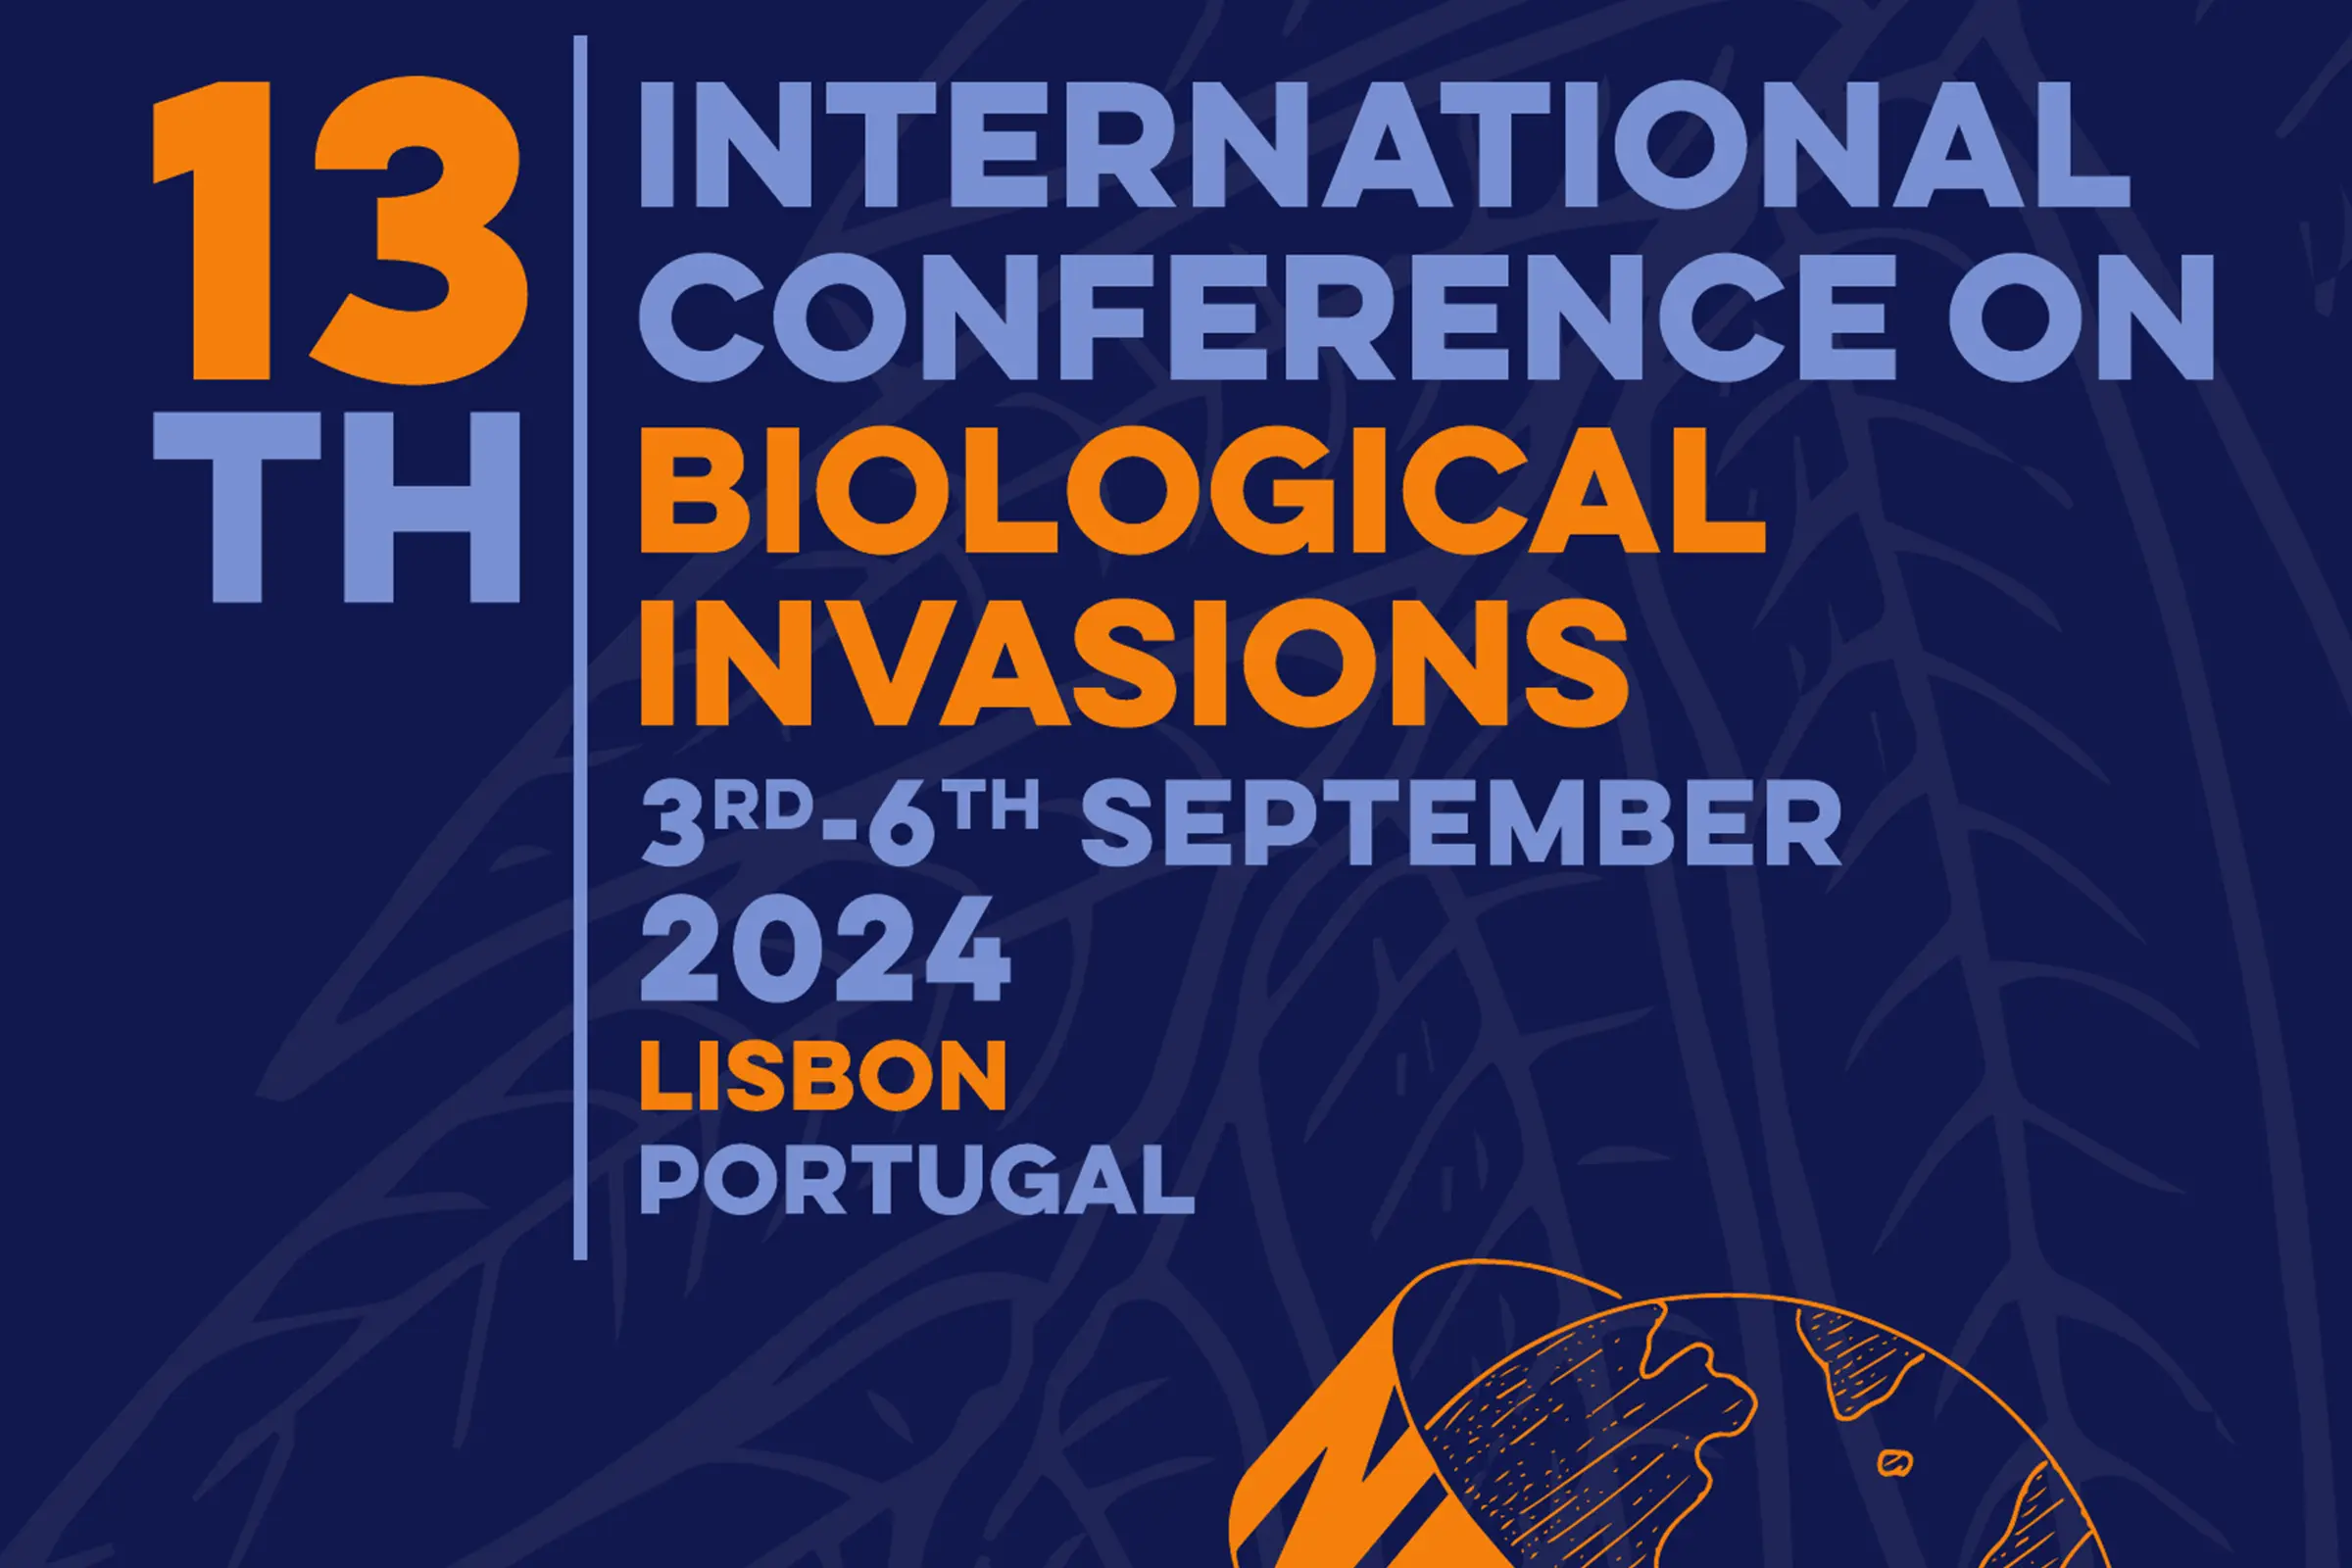 13
TH
INTERNATIONAL
CONFERENCE ON
BIOLOGICAL
INVASIONS
3RD-6TH SEPTEMBER
2024
LISBON
PORTUGAL